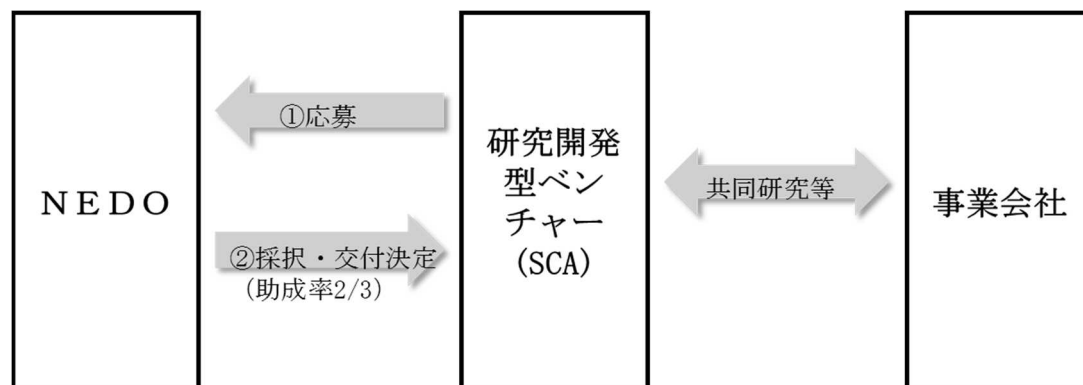 NEDO
①応募
②採択・交付決定
(助成率2/3)
研究開発
型ベン
チャー
(SCA)
共同研究等
事業会社